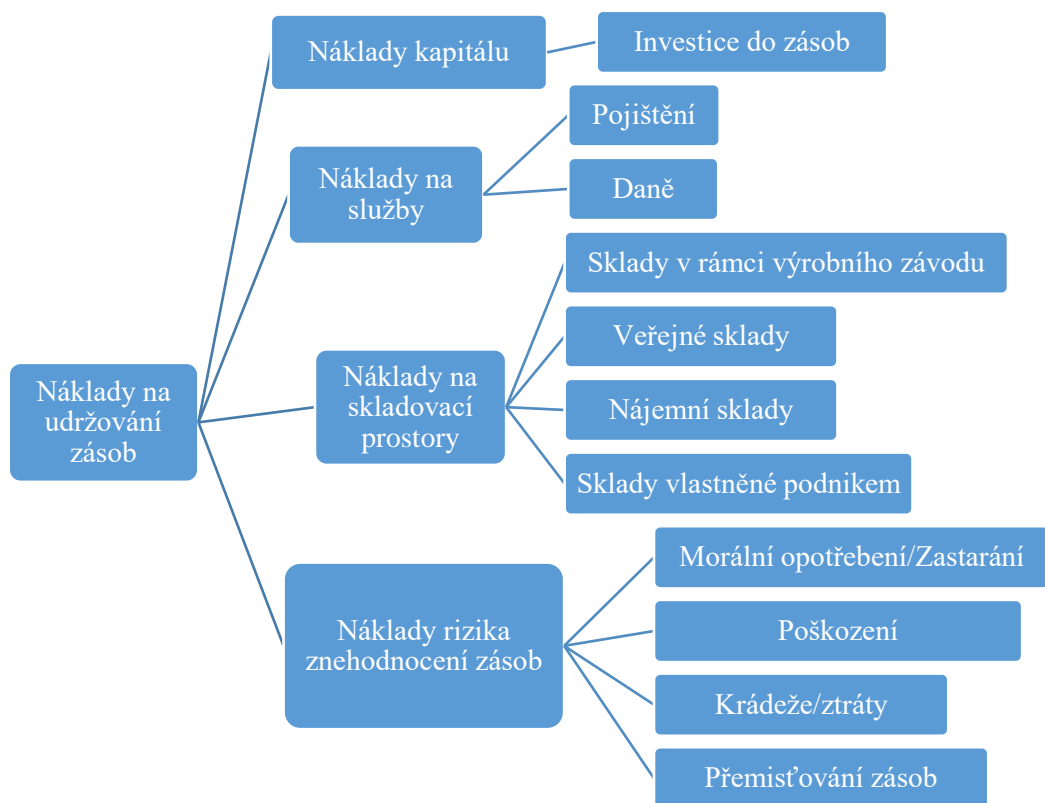 Náklady kapitálu
Investice do zásob
Náklady na
služby
Pojištění
Daně
Náklady na
udržování
zásob
Náklady na
skladovací
prostory
Sklady v rámci výrobního závodu
Veřejné sklady
Nájemní sklady
Sklady vlastněné podnikem
Náklady rizika
znehodnocení zásob
Morální opotřebení/Zastarání
Poškození
Krádeže/ztráty
Přemisťování zásob